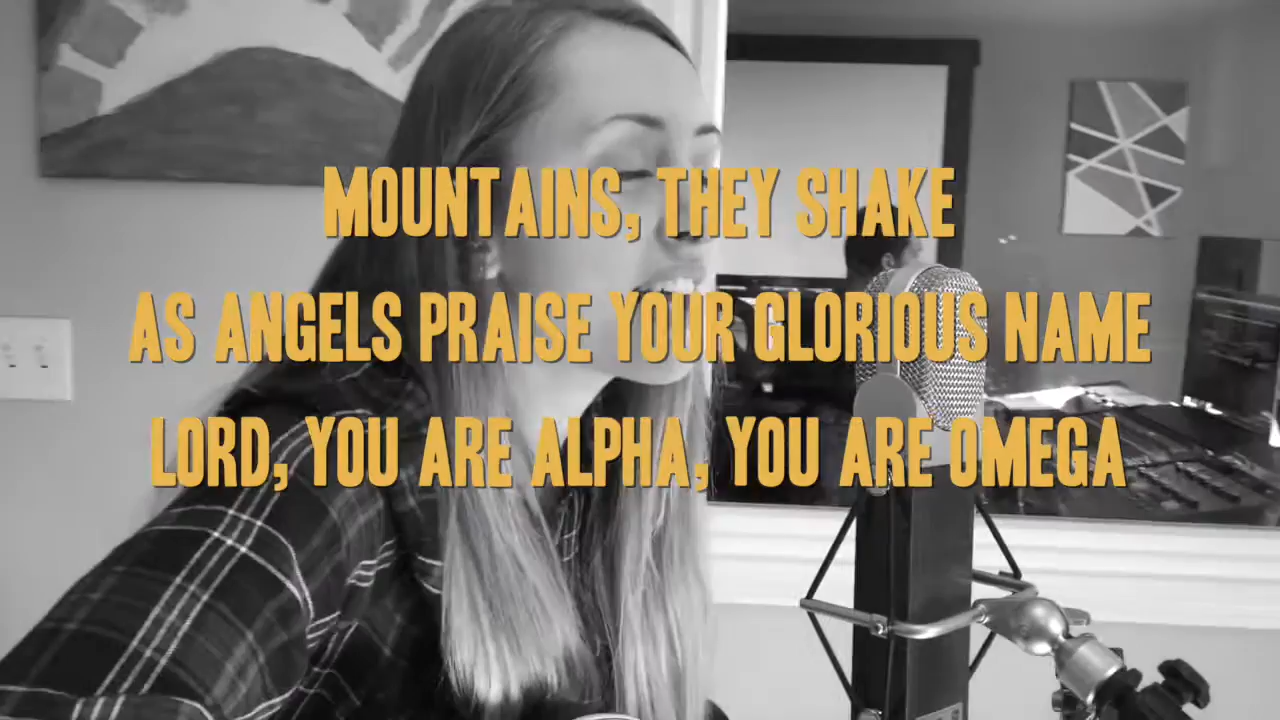 MOUNTAINS, THEY SHAKE
AS ANGELS PRAISE YOUR GLORIOUS NAME
LORD, YOU ARE ALPHA, YOU ARE OMEGA